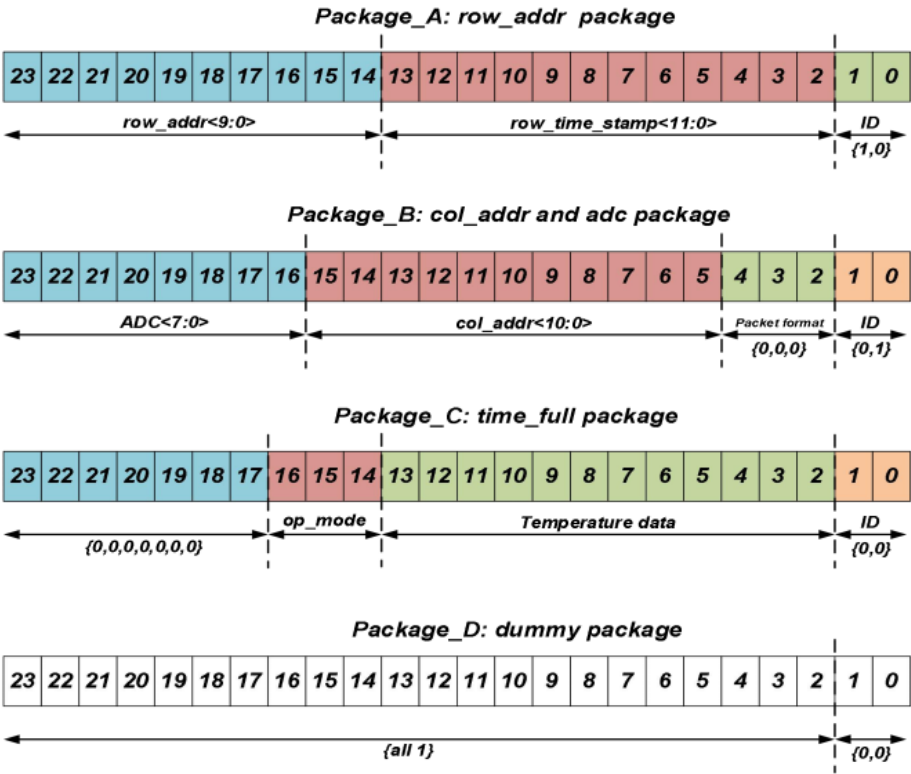 Package_A: row_addr package
23 22 21 20 19 18 17 16 15 14 13 12 11 10 9 8 7 6 5 4 3 2 1 0
row_addr<9:0> row_time_stamp<11:0> ID
{1,0}
Package_B: col_addr and adc package
23 22 21 20 19 18 17 16 15 14 13 12 11 10 9 8 7 6 5 4 3 2 1 0
ADC<7:0> col_addr<10:0> Packet format ID
{0,0,0} {0,1}
Package_C: time_full package
23 22 21 20 19 18 17 16 15 14 13 12 11 10 9 8 7 6 5 4 3 2 1 0
op_mode Temperature data ID
{0,0,0,0,0,0,0} {0,0}
Package_D: dummy package
23 22 21 20 19 18 17 16 15 14 13 12 11 10 9 8 7 6 5 4 3 2 1 0
{all 1} {0,0}